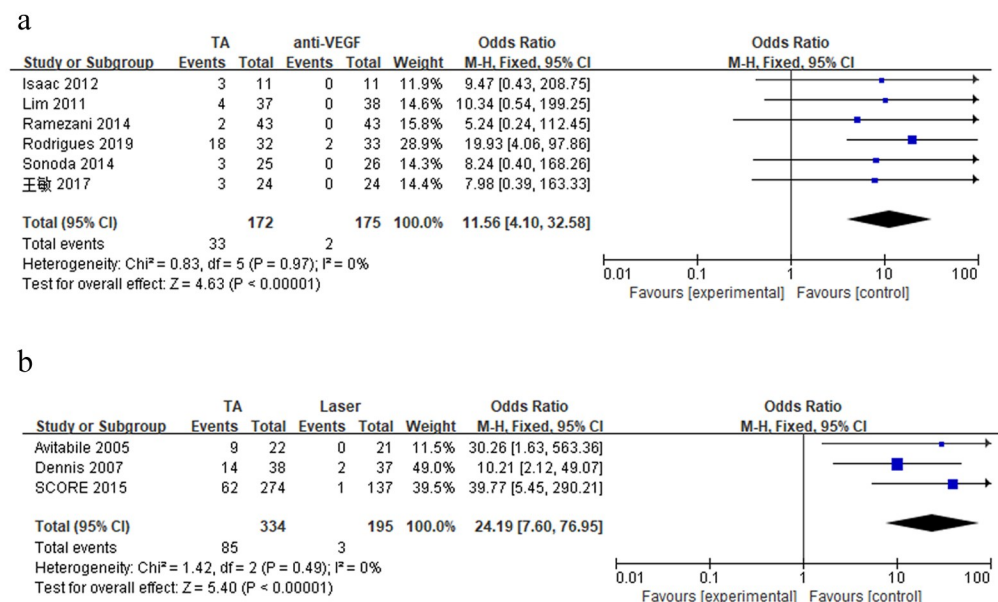 a
TA anti-VEGF Odds Ratio Odds Ratio
Study or Subgroup Events Total Events Total Weight M-H, Fixed, 95% CI M-H, Fixed, 95% CI
Isaac 2012 3 11 0 11 11.9% 9.47 [0.43, 208.75]
Lim 2011 4 37 0 38 14.6% 10.34 [0.54, 199.25]
Ramezani 2014 2 43 0 43 15.8% 5.24 [0.24, 112.45]
Rodrigues 2019 18 32 2 33 28.9% 19.93 [4.06, 97.86]
Sonoda 2014 3 25 0 26 14.3% 8.24 [0.40, 168.26]
王敏 2017 3 24 0 24 14.4% 7.98 [0.39, 163.33]
Total (95% CI) 172 175 100.0% 11.56 [4.10, 32.58]
Total events 33 2
Heterogeneity: Chi² = 0.83, df = 5 (P = 0.97); I² = 0%
Test for overall effect: Z = 4.63 (P < 0.00001)
0.01 0.1 1 10 100
Favours [experimental] Favours [control]
b
TA Laser Odds Ratio Odds Ratio
Study or Subgroup Events Total Events Total Weight M-H, Fixed, 95% CI M-H, Fixed, 95% CI
Avitabile 2005 9 22 0 21 11.5% 30.26 [1.63, 563.36]
Dennis 2007 14 38 2 37 49.0% 10.21 [2.12, 49.07]
SCORE 2015 62 274 1 137 39.5% 39.77 [5.45, 290.21]
Total (95% CI) 334 195 100.0% 24.19 [7.60, 76.95]
Total events 85 3
Heterogeneity: Chi² = 1.42, df = 2 (P = 0.49); I² = 0%
Test for overall effect: Z = 5.40 (P < 0.00001)
0.01 0.1 1 10 100
Favours [experimental] Favours [control]